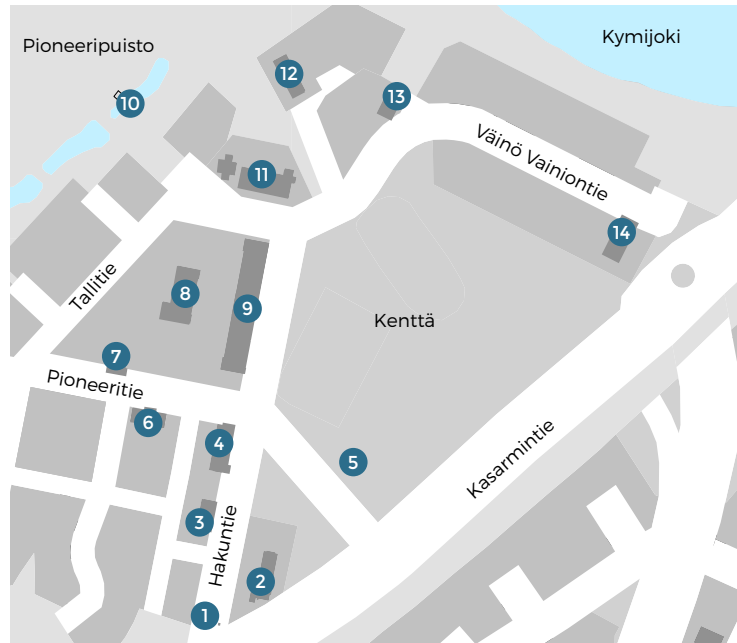 Pioneeripuisto
Kymijoki
12
13
10
Väinö Vainiontie
11
14
Tallitie
8
9
Kenttä
7
Pioneeritie
6
4
5
Kasarmintie
3
Hakuntie
2
1